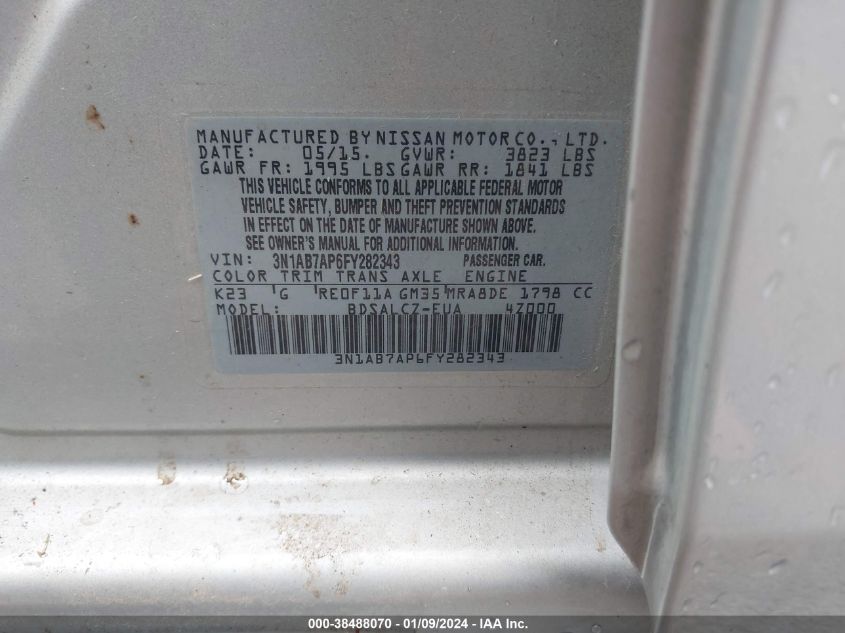 MANUFACTURED BY NISSAN MOTOR CO., LTD.
DATE: 05/15. GVWR: 3823 LBS
GAWR FR: 1995 LBS GAWR RR: 1841 LBS
THIS VEHICLE CONFORMS TO ALL APPLICABLE FEDERAL MOTOR
VEHICLE SAFETY, BUMPER AND THEFT PREVENTION STANDARDS
IN EFFECT ON THE DATE OF MANUFACTURE SHOWN ABOVE.
SEE OWNER'S MANUAL FOR ADDITIONAL INFORMATION.
VIN: 3N1AB7AP6FY282343 PASSENGER CAR.
COLOR TRIM TRANS AXLE ENGINE
K23 'G RE0F11A GM35 MRA8DE 1798 CC
MODEL: BDSALCZ-EUA 4Z000
3N1AB7AP6FY282343
000-38488070 - 01/09/2024 - IAA Inc.